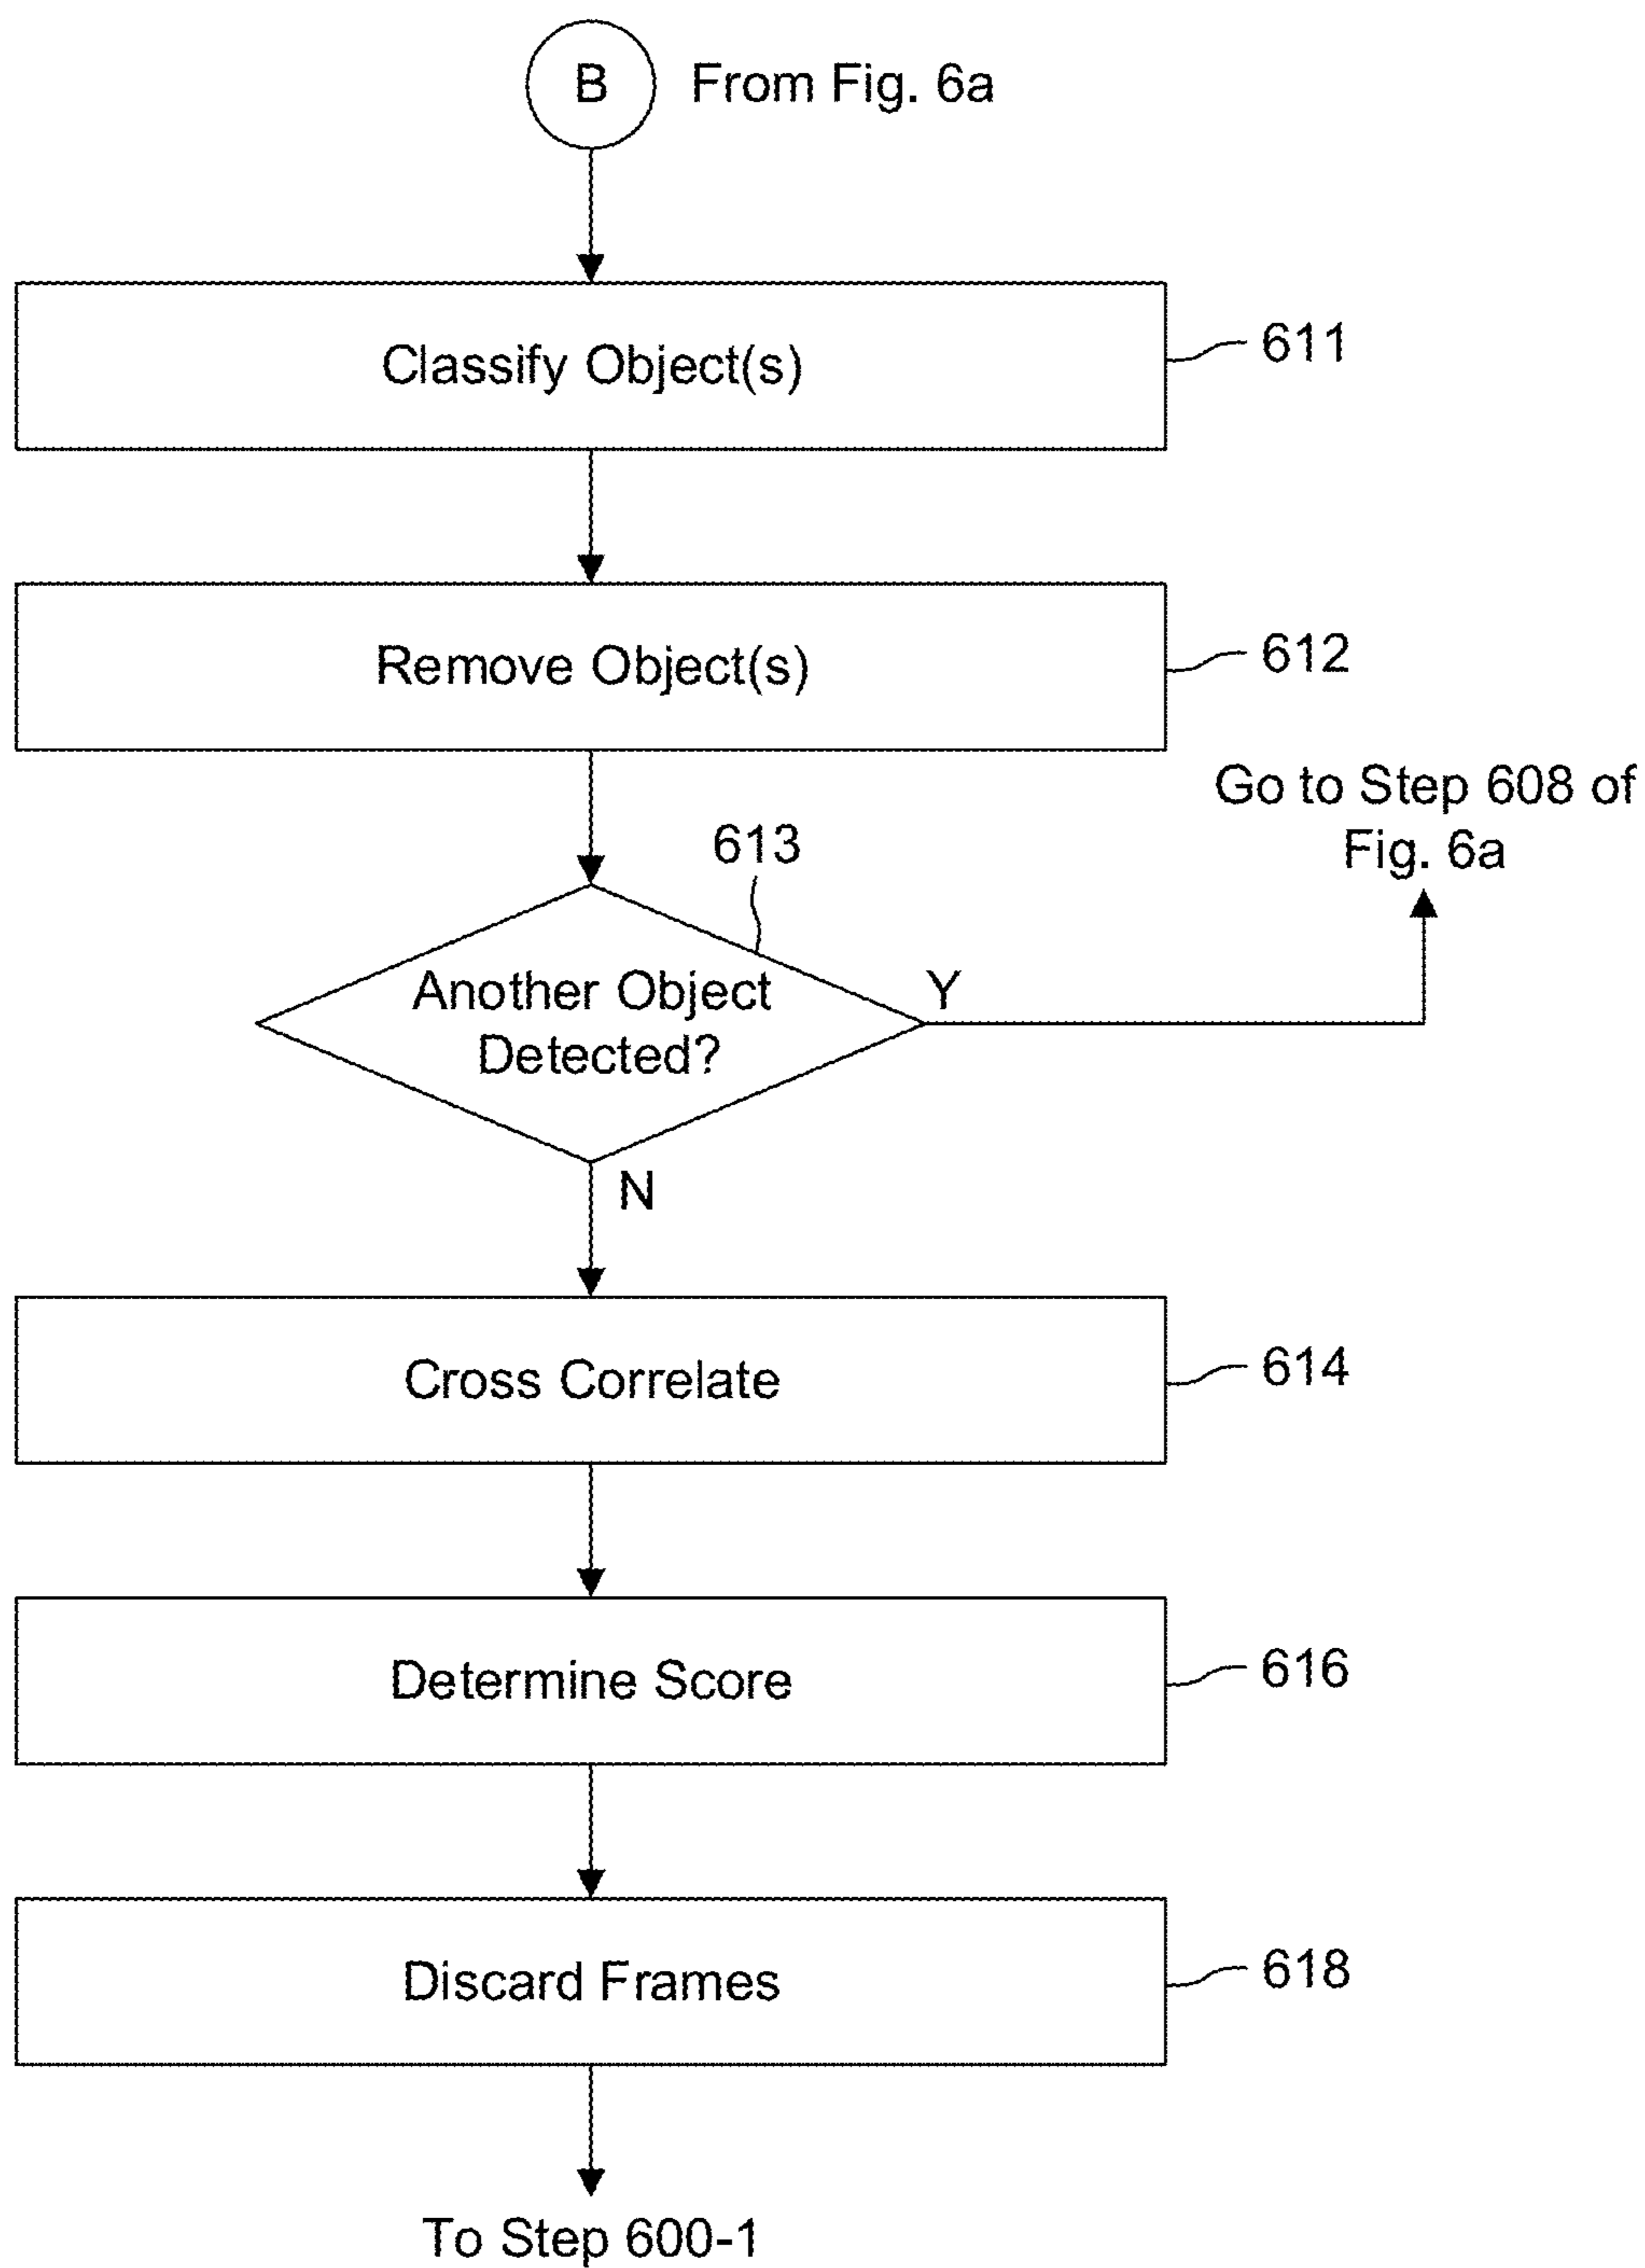 B
From Fig. 6a
Classify Object(s)
611
Remove Object(s)
612
Go to Step 608 of
Fig. 6a
613
Another Object
Detected?
Y
N
Cross Correlate
614
Determine Score
616
Discard Frames
618
To Step 600-1